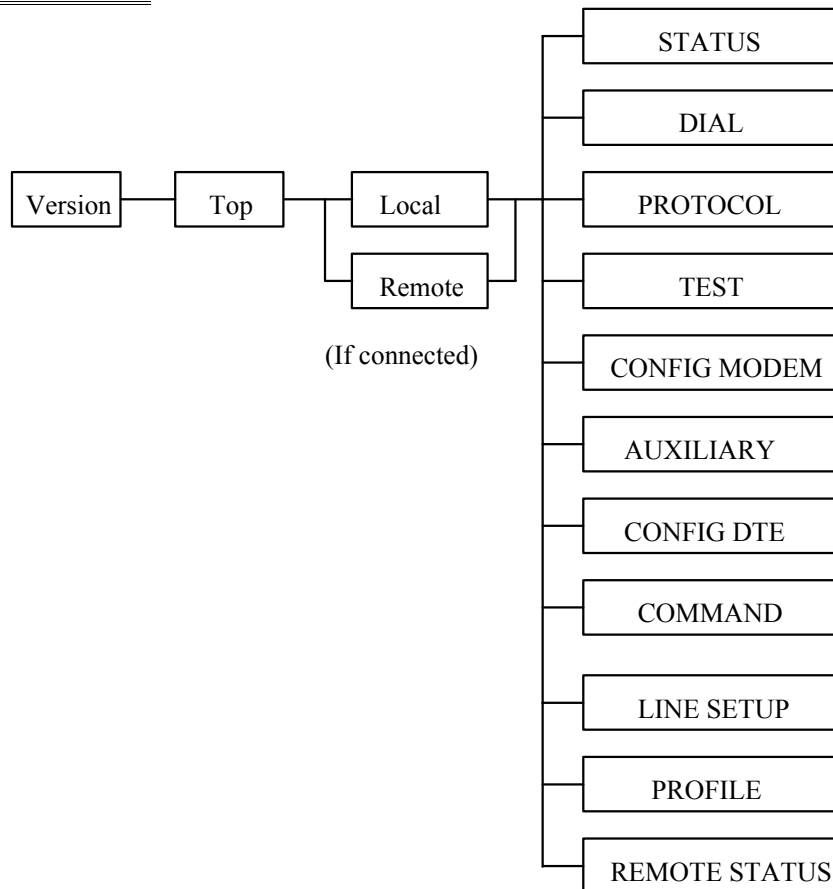 STATUS
DIAL
Version
Top
Local
PROTOCOL
Remote
TEST
(If connected)
CONFIG MODEM
AUXILIARY
CONFIG DTE
COMMAND
LINE SETUP
PROFILE
REMOTE STATUS